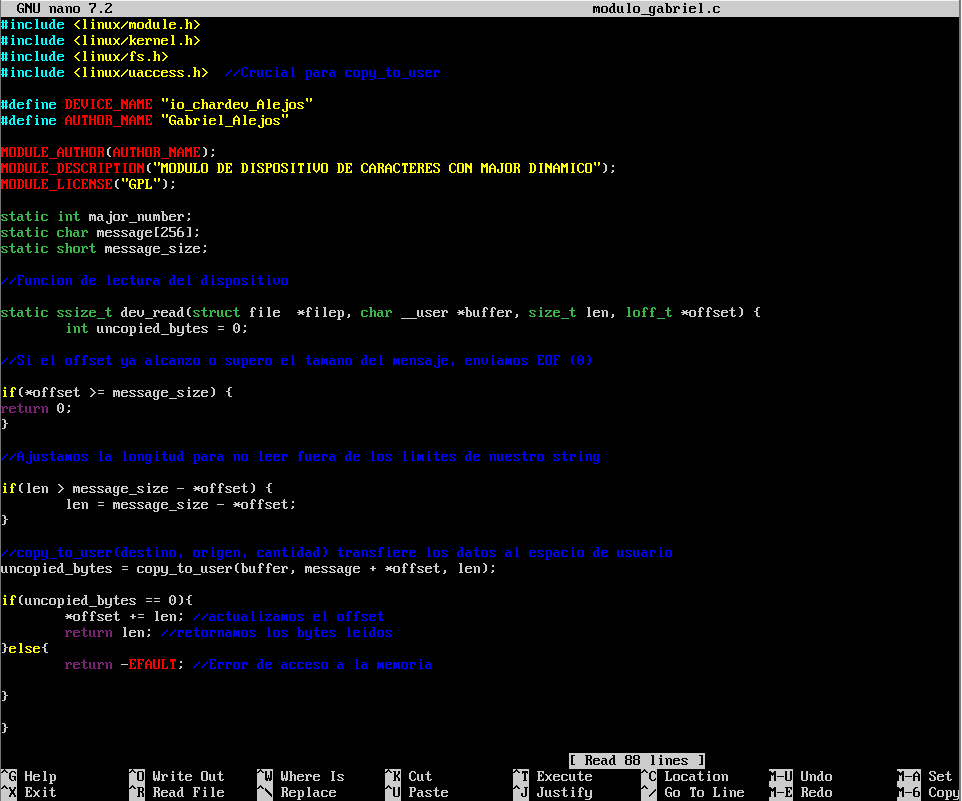 GNU nano 7.2 modulo_gabriel.c
#include <linux/module.h>
#include <linux/kernel.h>
#include <linux/fs.h>
#include <linux/uaccess.h>  //Crucial para copy_to_user
#define DEVICE_NAME "io_chardev_Alejos"
#define AUTHOR_NAME "Gabriel_Alejos"
MODULE_AUTHOR(AUTHOR_NAME);
MODULE_DESCRIPTION("MODULO DE DISPOSITIVO DE CARACTERES CON MAJOR DINAMICO");
MODULE_LICENSE("GPL");
static int major_number;
static char message[256];
static short message_size;
//Funcion de lectura del dispositivo
static ssize_t dev_read(struct file  *filep, char __user *buffer, size_t len, loff_t *offset) {
        int uncopied_bytes = 0;
//Si el offset ya alcanzo o supero el tamano del mensaje, enviamos EOF (0)
if(*offset >= message_size) {
return 0;
}
//Ajustamos la longitud para no leer fuera de los limites de nuestro string
if(len > message_size - *offset) {
        len = message_size - *offset;
}
//copy_to_user(destino, origen, cantidad) transfiere los datos al espacio de usuario
uncopied_bytes = copy_to_user(buffer, message + *offset, len);
if(uncopied_bytes == 0){
        *offset += len; //actualizamos el offset
        return len; //retornamos los bytes leidos
}else{
        return -EFAULT; //Error de acceso a la memoria
}
}
[ Read 88 lines ]
^G Help ^O Write Out ^W Where Is ^K Cut ^T Execute ^C Location M-U Undo M-A Set
^X Exit ^R Read File ^\ Replace ^U Paste ^J Justify ^/ Go To Line M-E Redo M-6 Copy